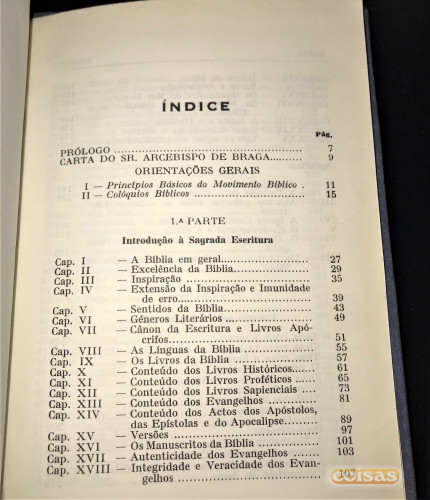 ÍNDICE
Pág.
PRÓLOGO ........ 7
CARTA DO SR. ARCEBISPO DE BRAGA........ 9
ORIENTAÇÕES GERAIS
I — Princípios Básicos do Movimento Bíblico . 11
II — Colóquios Bíblicos ........ 15
1.ª PARTE
Introdução à Sagrada Escritura
Cap. I — A Bíblia em geral........ 27
Cap. II — Excelência da Bíblia........ 29
Cap. III — Inspiração ........ 35
Cap. IV — Extensão da Inspiração e Imunidade
de erro........ 39
Cap. V — Sentidos da Bíblia........ 43
Cap. VI — Géneros Literários ........ 49
Cap. VII — Cânon da Escritura e Livros Apó-
crifos........ 51
Cap. VIII — As Línguas da Bíblia ........ 55
Cap. IX — Os Livros da Bíblia ........ 57
Cap. X — Conteúdo dos Livros Históricos........ 61
Cap. XI — Conteúdo dos Livros Proféticos ........ 65
Cap. XII — Conteúdo dos Livros Sapienciais ........ 73
Cap. XIII — Conteúdo dos Evangelhos ........ 81
Cap. XIV — Conteúdo dos Actos dos Apóstolos,
das Epístolas e do Apocalipse........ 89
Cap. XV — Versões ........ 97
Cap. XVI — Os Manuscritos da Bíblia ........ 101
Cap. XVII — Autenticidade dos Evangelhos ........ 103
Cap. XVIII — Integridade e Veracidade dos Evan-
gelhos ........ 107
coisas